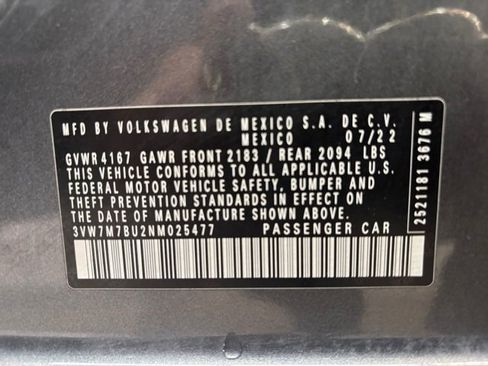 MFD BY VOLKSWAGEN DE MEXICO S.A. DE C.V.
MEXICO 07/22
GVWR 4167 GAWR FRONT 2183 / REAR 2094 LBS
THIS VEHICLE CONFORMS TO ALL APPLICABLE
FEDERAL MOTOR VEHICLE SAFETY, BUMPER AND
THEFT PREVENTION STANDARDS IN EFFECT ON
THE DATE OF MANUFACTURE SHOWN ABOVE.
3VW7M7BU2NM025477 PASSENGER CAR
2521181 3676 M